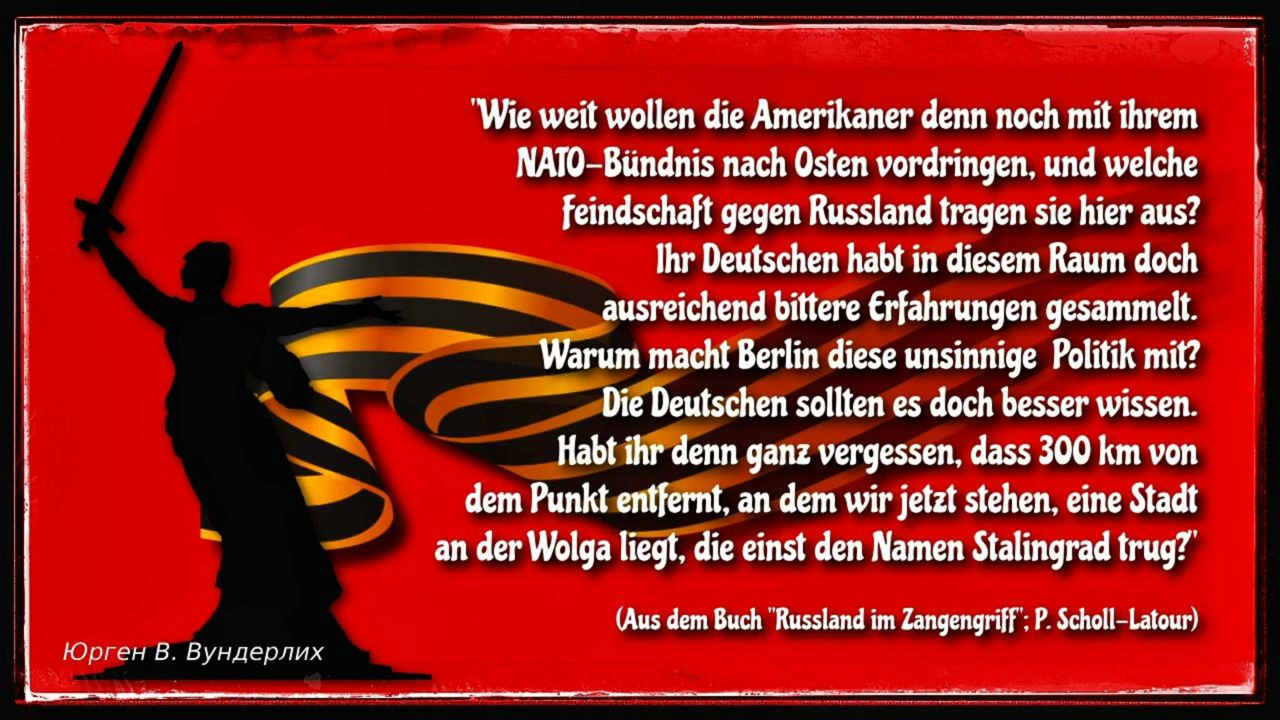 "Wie weit wollen die Amerikaner denn noch mit ihrem
NATO-Bündnis nach Osten vordringen, und welche
Feindschaft gegen Russland tragen sie hier aus?
Ihr Deutschen habt in diesem Raum doch
ausreichend bittere Erfahrungen gesammelt.
Warum macht Berlin diese unsinnige Politik mit?
Die Deutschen sollten es doch besser wissen.
Habt ihr denn ganz vergessen, dass 300 km von
dem Punkt entfernt, an dem wir jetzt stehen, eine Stadt
an der Wolga liegt, die einst den Namen Stalingrad trug?"
(Aus dem Buch "Russland im Zangengriff"; P. Scholl-Latour)
Юрген В. Вундерлих